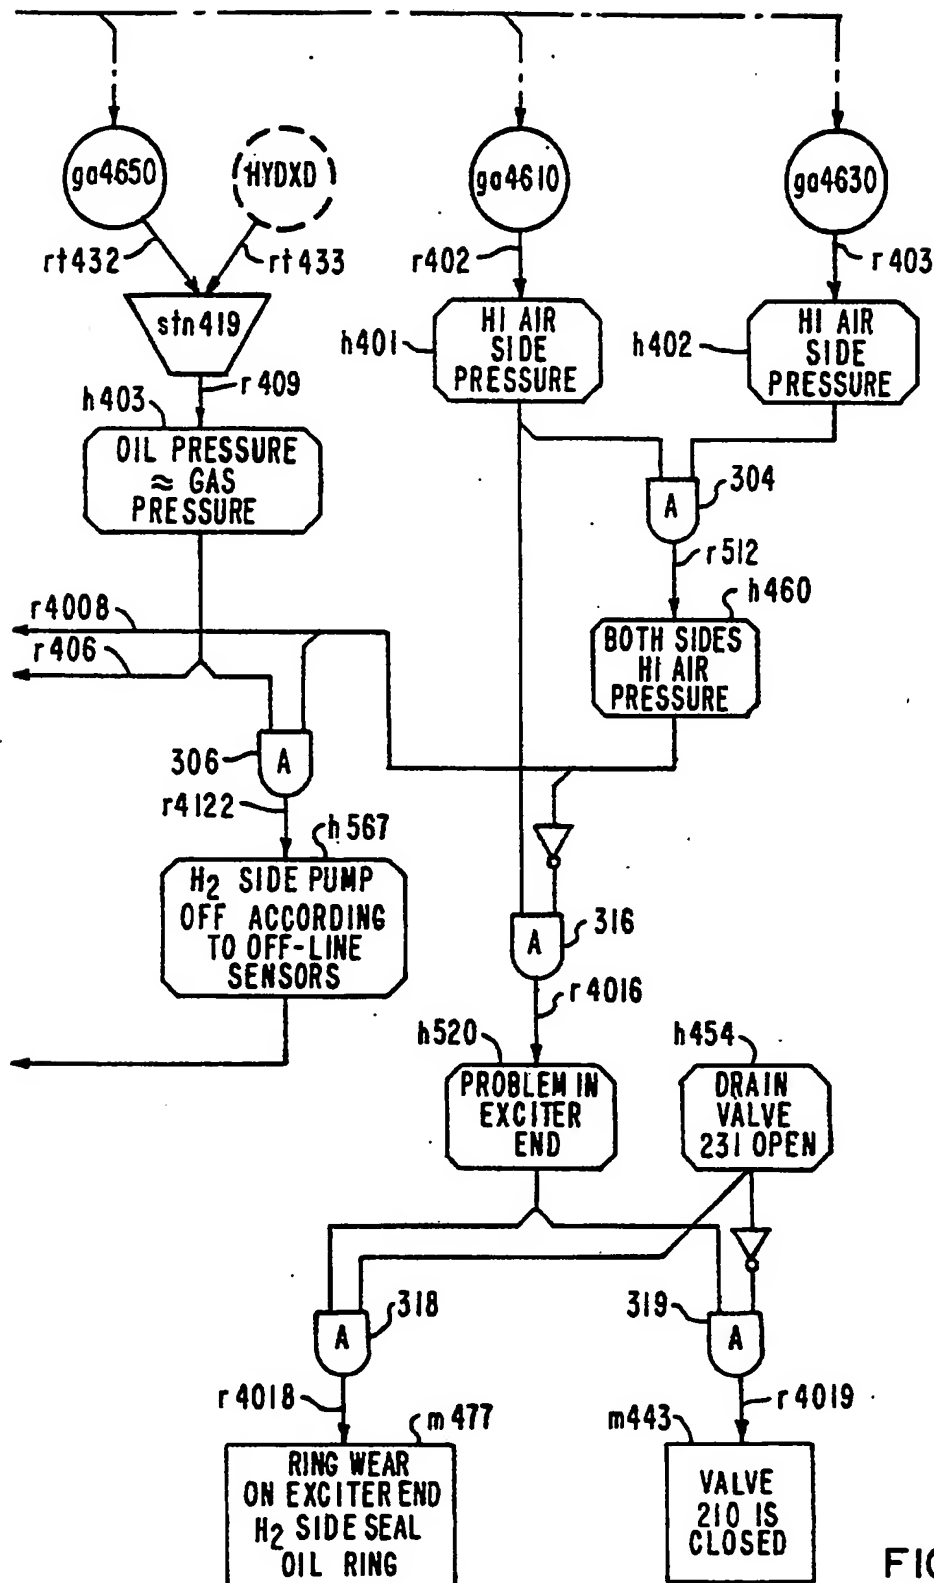 ga4650
HYDXD
ga4610
ga4630
rt432
rt433
r402
r403
stn419
h401
HI AIR
SIDE
PRESSURE
h402
HI AIR
SIDE
PRESSURE
r409
h403
OIL PRESSURE
≈ GAS
PRESSURE
A
304
r512
h460
r4008
BOTH SIDES
HI AIR
PRESSURE
r406
306
A
r4122
h567
H2 SIDE PUMP
OFF ACCORDING
TO OFF-LINE
SENSORS
A
316
r4016
h520
PROBLEM IN
EXCITER
END
h454
DRAIN
VALVE
231 OPEN
A
318
319
A
r4018
r4019
m477
RING WEAR
ON EXCITER END
H2 SIDE SEAL
OIL RING
m443
VALVE
210 IS
CLOSED